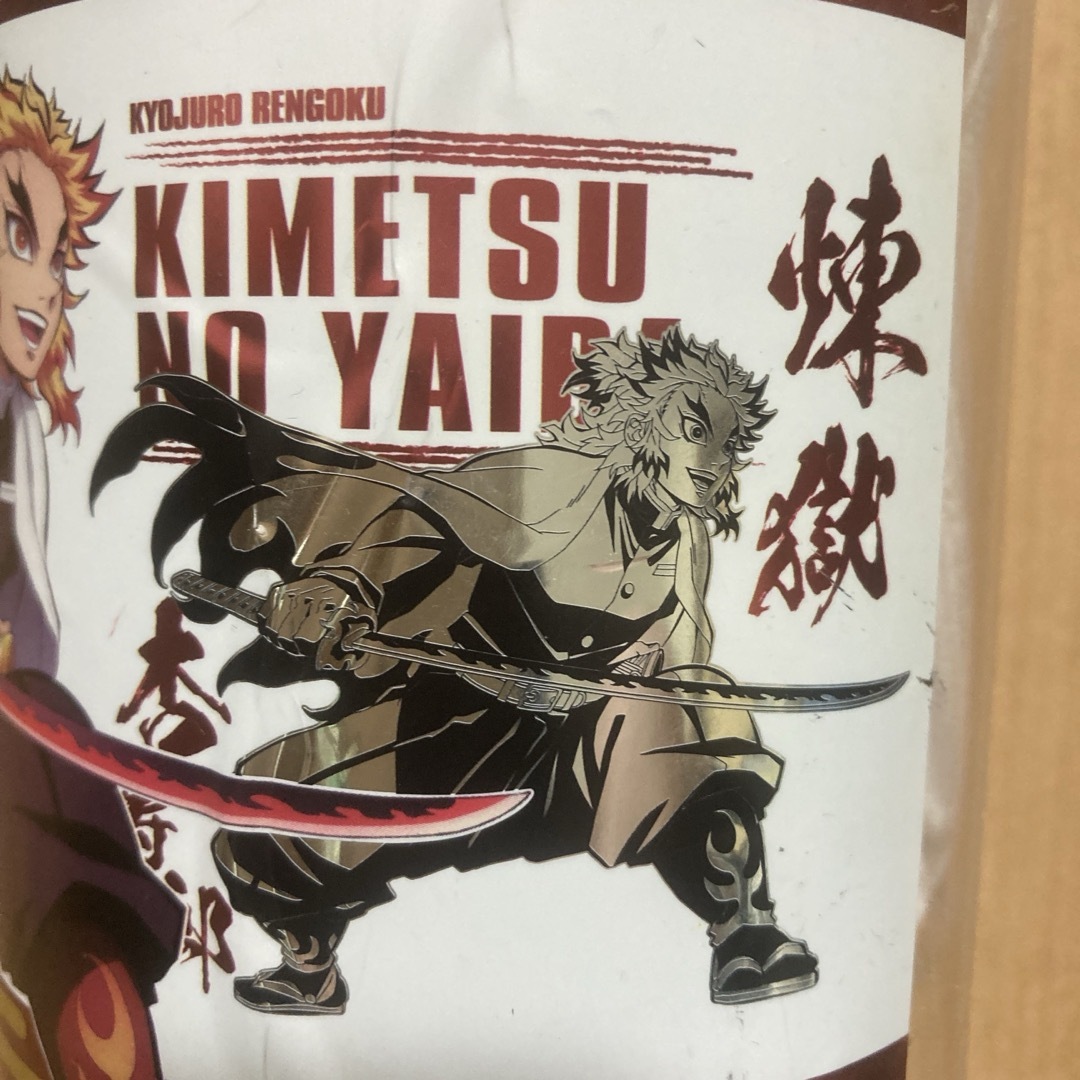 KYOJURO RENGOKU
KIMETSU
NO YAIBA
煉獄
杏寿郎